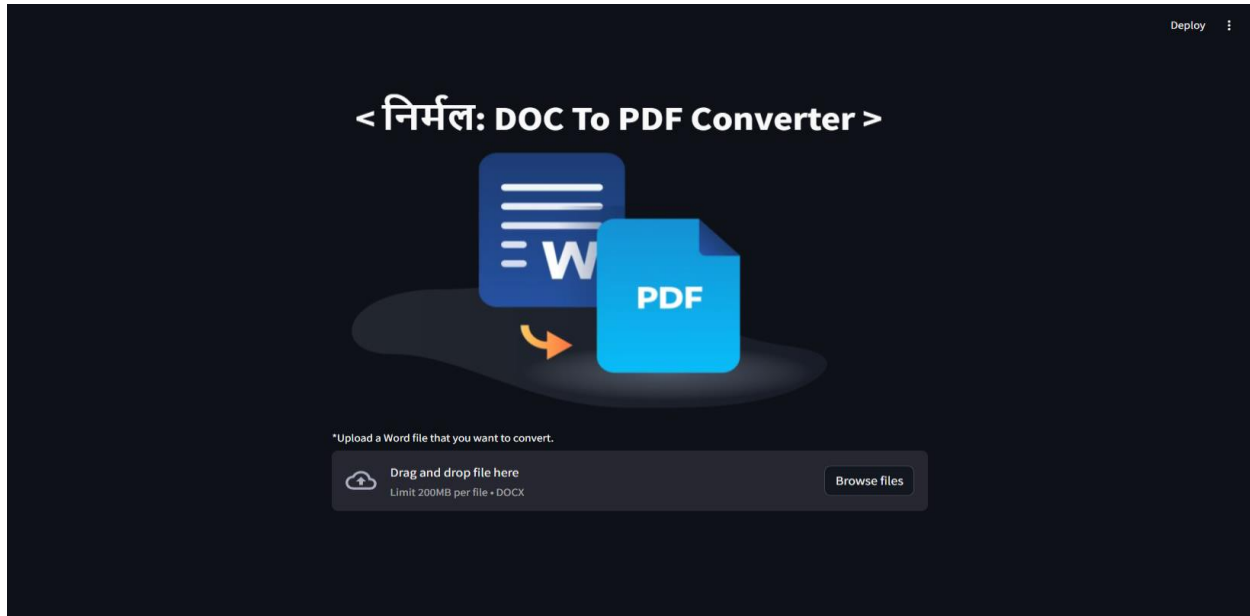 Deploy
< निर्मल: DOC To PDF Converter >
W
PDF
*Upload a Word file that you want to convert.
Drag and drop file here
Limit 200MB per file • DOCX
Browse files